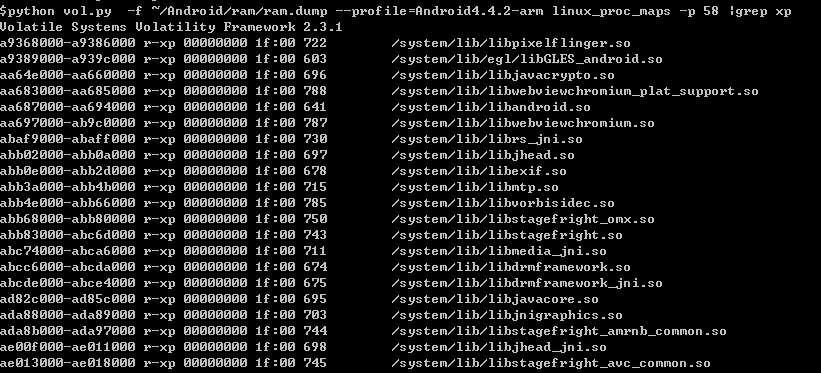 $python vol.py  -f ~/Android/ram/ram.dump --profile=Android4.4.2-arm linux_proc_maps -p 58 |grep xp
Volatile Systems Volatility Framework 2.3.1
a9368000-a9386000 r-xp 00000000 1f:00 722        /system/lib/libpixelflinger.so
a9389000-a939c000 r-xp 00000000 1f:00 603        /system/lib/egl/libGLES_android.so
aa64e000-aa660000 r-xp 00000000 1f:00 696        /system/lib/libjavacrypto.so
aa683000-aa685000 r-xp 00000000 1f:00 788        /system/lib/libwebviewchromium_plat_support.so
aa687000-aa694000 r-xp 00000000 1f:00 641        /system/lib/libandroid.so
aa697000-ab9c0000 r-xp 00000000 1f:00 787        /system/lib/libwebviewchromium.so
abaf9000-abaff000 r-xp 00000000 1f:00 730        /system/lib/librs_jni.so
abb02000-abb0a000 r-xp 00000000 1f:00 697        /system/lib/libjhead.so
abb0e000-abb2d000 r-xp 00000000 1f:00 678        /system/lib/libexif.so
abb3a000-abb4b000 r-xp 00000000 1f:00 715        /system/lib/libmtp.so
abb4e000-abb66000 r-xp 00000000 1f:00 785        /system/lib/libvorbisidec.so
abb68000-abb80000 r-xp 00000000 1f:00 750        /system/lib/libstagefright_omx.so
abb83000-abc6d000 r-xp 00000000 1f:00 743        /system/lib/libstagefright.so
abc74000-abca6000 r-xp 00000000 1f:00 711        /system/lib/libmedia_jni.so
abcc6000-abcda000 r-xp 00000000 1f:00 674        /system/lib/libdrmframework.so
abcde000-abce4000 r-xp 00000000 1f:00 675        /system/lib/libdrmframework_jni.so
ad82c000-ad85c000 r-xp 00000000 1f:00 695        /system/lib/libjavacore.so
ada88000-ada89000 r-xp 00000000 1f:00 703        /system/lib/libjnigraphics.so
ada8b000-ada97000 r-xp 00000000 1f:00 744        /system/lib/libstagefright_amrnb_common.so
ae00f000-ae011000 r-xp 00000000 1f:00 698        /system/lib/libjhead_jni.so
ae013000-ae018000 r-xp 00000000 1f:00 745        /system/lib/libstagefright_avc_common.so